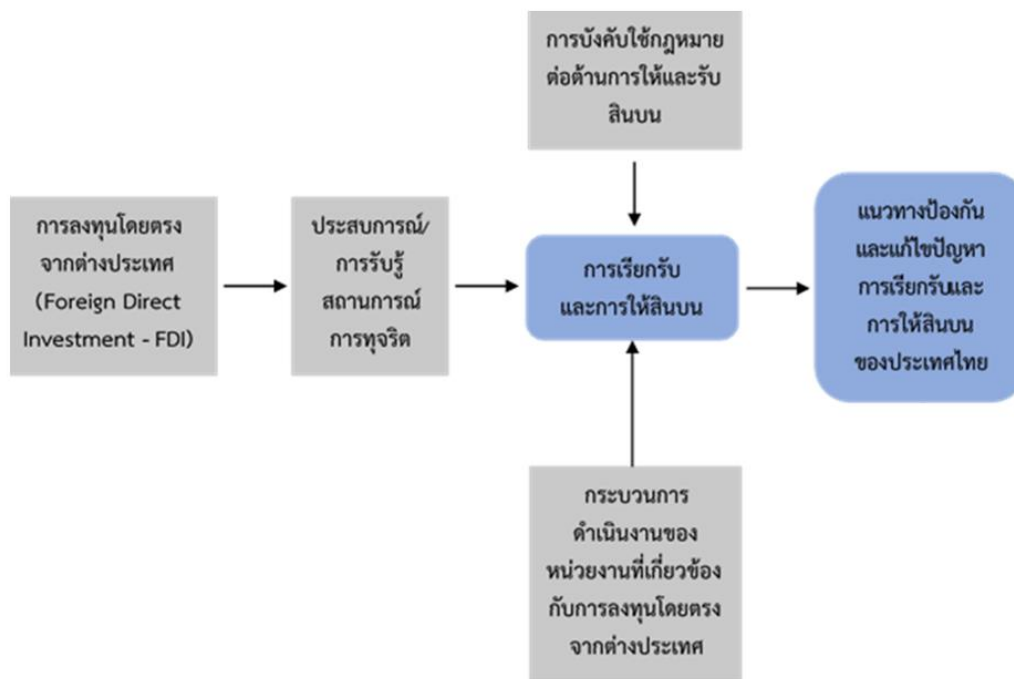 การบังคับใช้กฎหมาย
ต่อต้านการให้และรับ
สินบน
การลงทุนโดยตรง
จากต่างประเทศ
(Foreign Direct
Investment - FDI)
ประสบการณ์/
การรับรู้
สถานการณ์
การทุจริต
การเรียกรับ
และการให้สินบน
แนวทางป้องกัน
และแก้ไขปัญหา
การเรียกรับและ
การให้สินบน
ของประเทศไทย
กระบวนการ
ดำเนินงานของ
หน่วยงานที่เกี่ยวข้อง
กับการลงทุนโดยตรง
จากต่างประเทศ